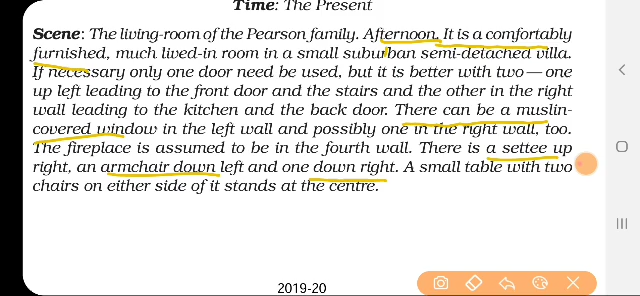 Time: The Present
Scene: The living-room of the Pearson family. Afternoon. It is a comfortably
furnished, much lived-in room in a small suburban semi-detached villa.
If necessary only one door need be used, but it is better with two — one
up left leading to the front door and the stairs and the other in the right
wall leading to the kitchen and the back door. There can be a muslin-
covered window in the left wall and possibly one in the right wall, too.
The fireplace is assumed to be in the fourth wall. There is a settee up
right, an armchair down left and one down right. A small table with two
chairs on either side of it stands at the centre.
2019-20